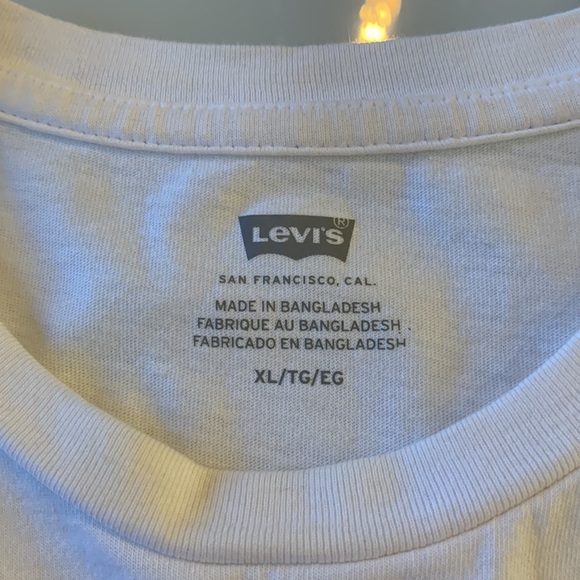 Levi's®
SAN FRANCISCO, CAL.
MADE IN BANGLADESH
FABRIQUE AU BANGLADESH
FABRICADO EN BANGLADESH
XL/TG/EG